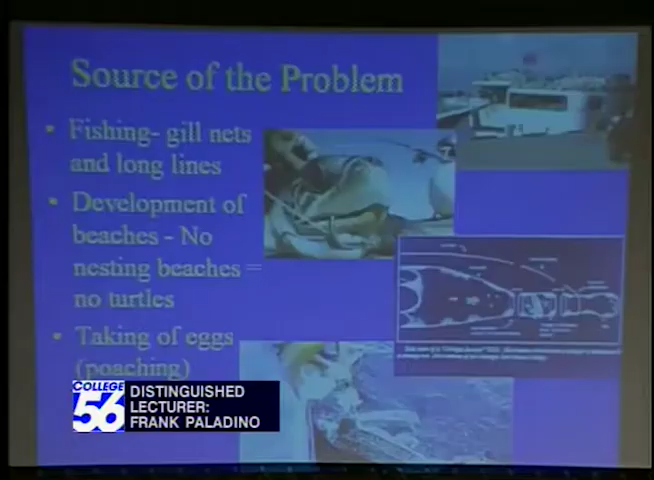 Source of the Problem
• Fishing- gill nets
and long lines
• Development of
beaches - No
nesting beaches =
no turtles
• Taking of eggs
(poaching)
COLLEGE
56
DISTINGUISHED
LECTURER:
FRANK PALADINO